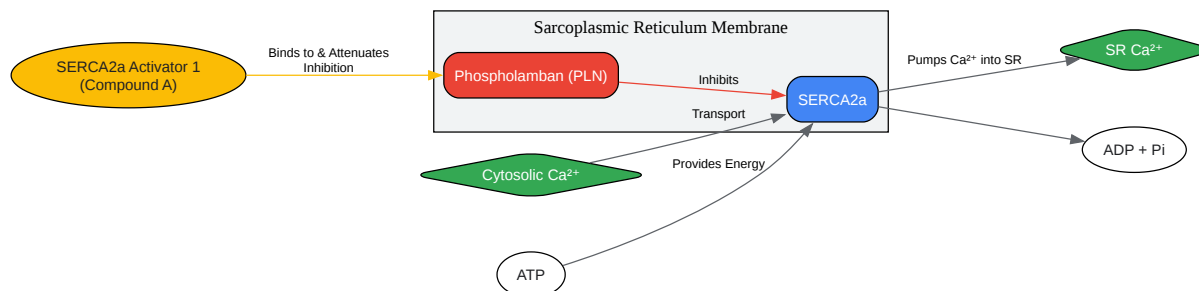 Sarcoplasmic Reticulum Membrane
Binds to & Attenuates
Inhibition
SERCA2a Activator 1
(Compound A)
Phospholamban (PLN)
Inhibits
SERCA2a
Pumps Ca²⁺ into SR
SR Ca²⁺
Transport
Cytosolic Ca²⁺
Provides Energy
ADP + Pi
ATP